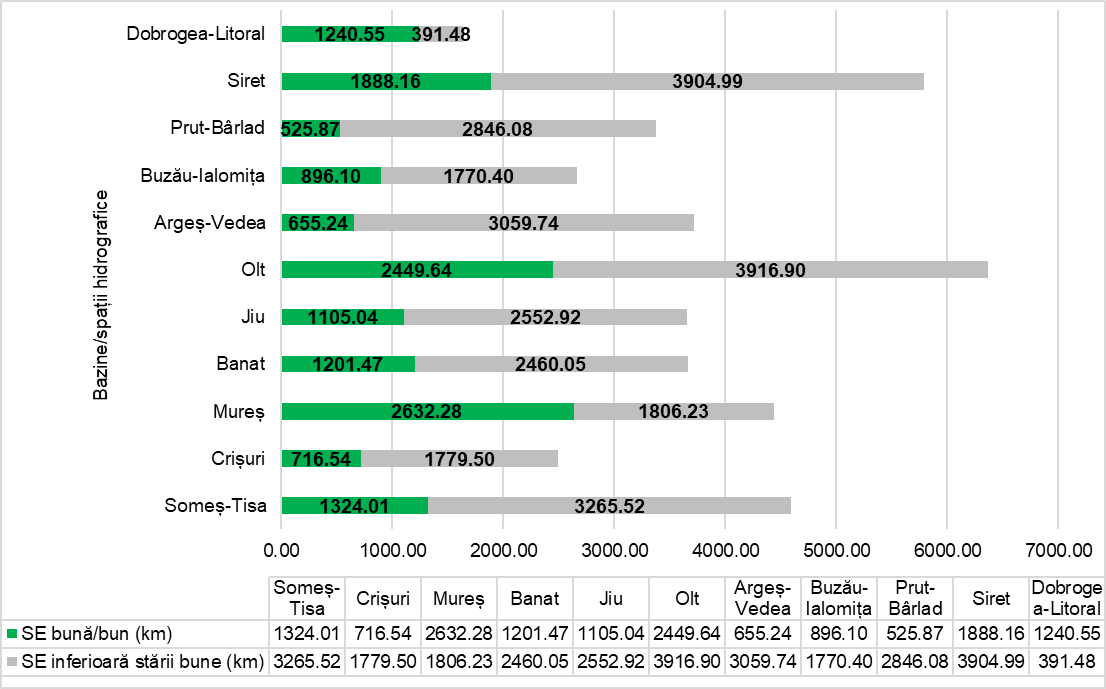 Dobrogea-Litoral 1240.55 391.48
Siret 1888.16 3904.99
Prut-Bârlad 525.87 2846.08
Buzău-Ialomița 896.10 1770.40
Argeș-Vedea 655.24 3059.74
Olt 2449.64 3916.90
Jiu 1105.04 2552.92
Banat 1201.47 2460.05
Mureș 2632.28 1806.23
Crișuri 716.54 1779.50
Someș-Tisa 1324.01 3265.52
Bazine/spații hidrografice
0.00 1000.00 2000.00 3000.00 4000.00 5000.00 6000.00 7000.00
Someș-Tisa Crișuri Mureș Banat Jiu Olt Argeș-Vedea Buzău-Ialomița Prut-Bârlad Siret Dobrogea-Litoral
SE bună/bun (km) 1324.01 716.54 2632.28 1201.47 1105.04 2449.64 655.24 896.10 525.87 1888.16 1240.55
SE inferioară stării bune (km) 3265.52 1779.50 1806.23 2460.05 2552.92 3916.90 3059.74 1770.40 2846.08 3904.99 391.48